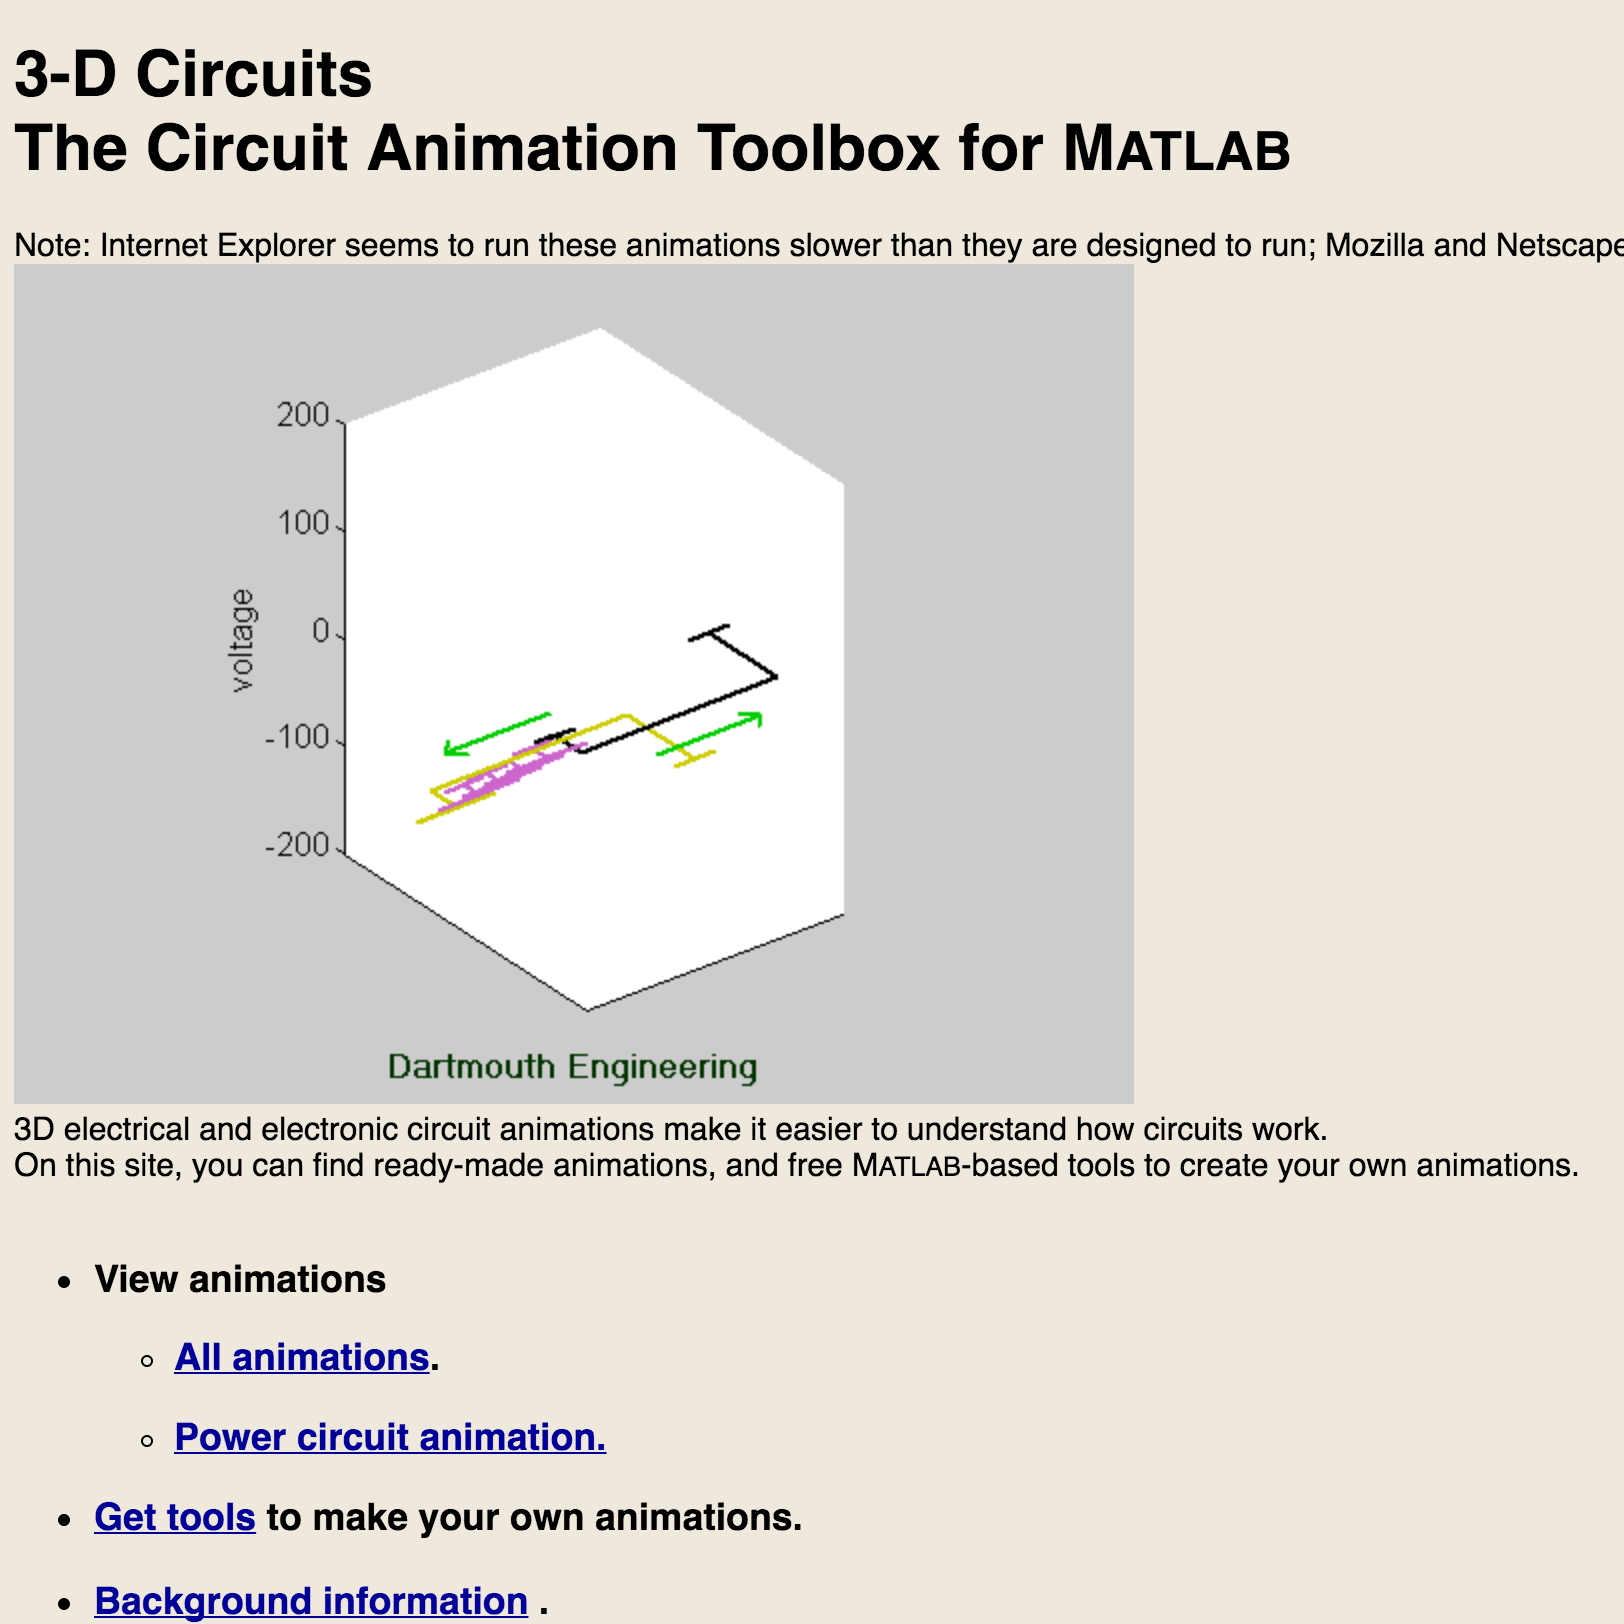 3-D Circuits
The Circuit Animation Toolbox for MATLAB
Note: Internet Explorer seems to run these animations slower than they are designed to run; Mozilla and Netscape
200
100
0
-100
-200
voltage
Dartmouth Engineering
3D electrical and electronic circuit animations make it easier to understand how circuits work.
On this site, you can find ready-made animations, and free MATLAB-based tools to create your own animations.
• View animations
◦ All animations.
◦ Power circuit animation.
• Get tools to make your own animations.
• Background information .